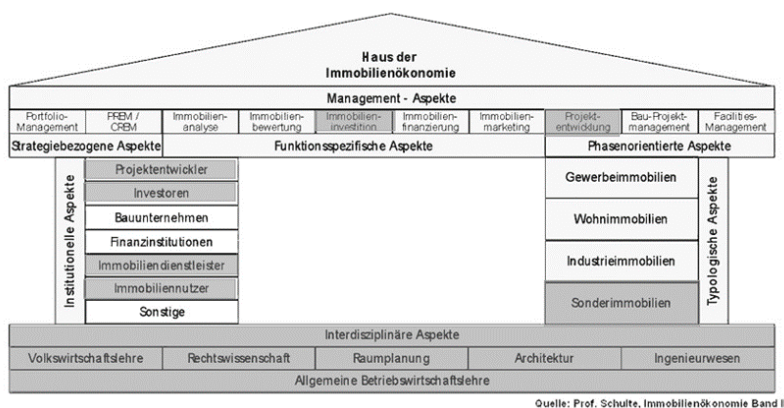 Haus der
Immobilienökonomie
Management - Aspekte
Portfolio-
Management
PREM /
CREM
Immobilien-
analyse
Immobilien-
bewertung
Immobilien-
investition
Immobilien-
finanzierung
Immobilien-
marketing
Projekt-
entwicklung
Bau-Projekt-
management
Facilities-
Management
Strategiebezogene Aspekte
Funktionsspezifische Aspekte
Phasenorientierte Aspekte
Institutionelle Aspekte
Projektentwickler
Investoren
Bauunternehmen
Finanzinstitutionen
Immobiliendienstleister
Immobiliennutzer
Sonstige
Gewerbeimmobilien
Wohnimmobilien
Industrieimmobilien
Sonderimmobilien
Typologische Aspekte
Interdisziplinäre Aspekte
Volkswirtschaftslehre
Rechtswissenschaft
Raumplanung
Architektur
Ingenieurwesen
Allgemeine Betriebswirtschaftslehre
Quelle: Prof. Schulte, Immobilienökonomie Band I